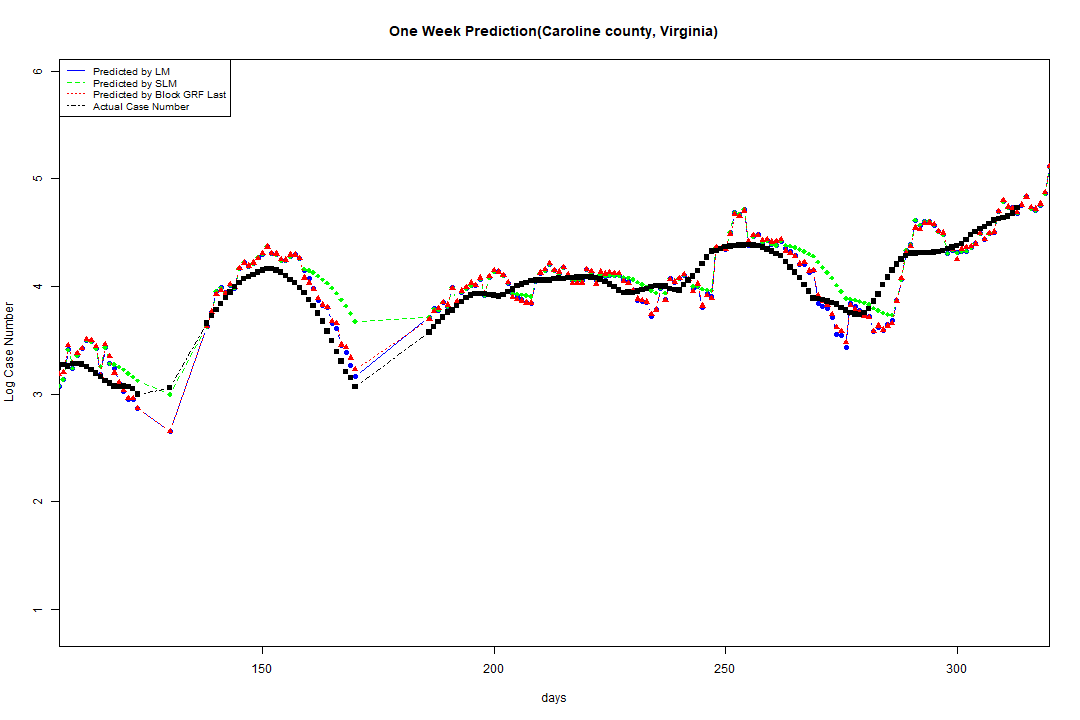 One Week Prediction(Caroline county, Virginia)
Predicted by LM
Predicted by SLM
Predicted by Block GRF Last
Actual Case Number
6
5
4
3
2
1
Log Case Number
150 200 250 300
days